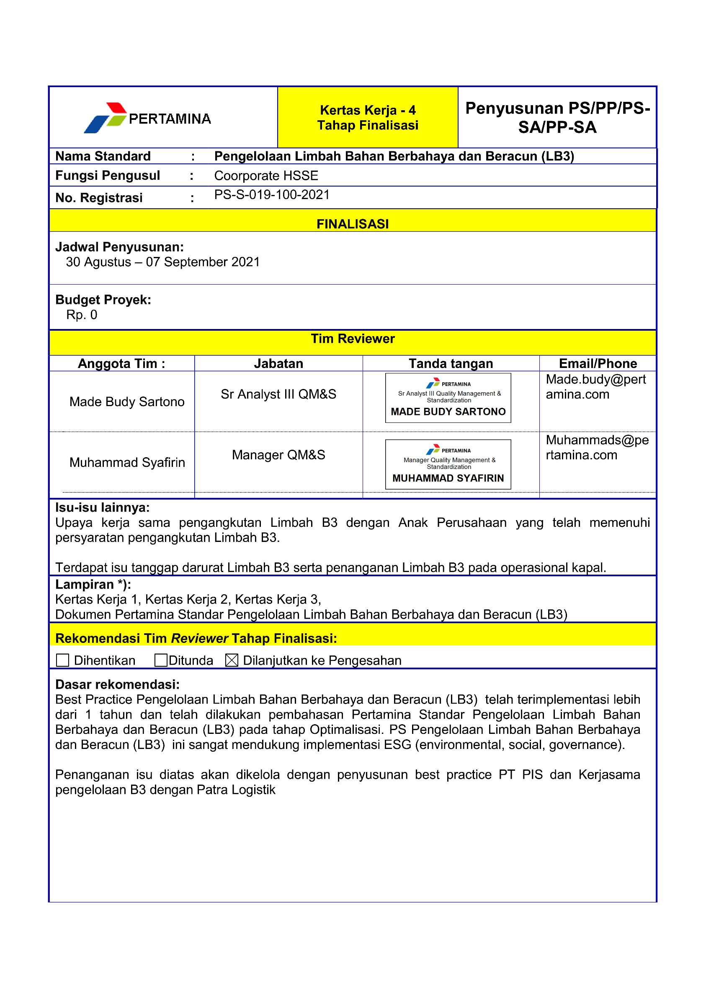 PERTAMINA
Kertas Kerja - 4
Tahap Finalisasi
Penyusunan PS/PP/PS-
SA/PP-SA
Nama Standard : Pengelolaan Limbah Bahan Berbahaya dan Beracun (LB3)
Fungsi Pengusul : Coorporate HSSE
No. Registrasi : PS-S-019-100-2021
FINALISASI
Jadwal Penyusunan:
30 Agustus – 07 September 2021
Budget Proyek:
Rp. 0
Tim Reviewer
Anggota Tim : Jabatan Tanda tangan Email/Phone
Made Budy Sartono
Sr Analyst III QM&S
PERTAMINA
Sr Analyst III Quality Management &
Standardization
MADE BUDY SARTONO
Made.budy@pert
amina.com
Muhammad Syafirin
Manager QM&S
PERTAMINA
Manager Quality Management &
Standardization
MUHAMMAD SYAFIRIN
Muhammads@pe
rtamina.com
Isu-isu lainnya:
Upaya kerja sama pengangkutan Limbah B3 dengan Anak Perusahaan yang telah memenuhi
persyaratan pengangkutan Limbah B3.
Terdapat isu tanggap darurat Limbah B3 serta penanganan Limbah B3 pada operasional kapal.
Lampiran *):
Kertas Kerja 1, Kertas Kerja 2, Kertas Kerja 3,
Dokumen Pertamina Standar Pengelolaan Limbah Bahan Berbahaya dan Beracun (LB3)
Rekomendasi Tim Reviewer Tahap Finalisasi:
☐ Dihentikan ☐ Ditunda ☒ Dilanjutkan ke Pengesahan
Dasar rekomendasi:
Best Practice Pengelolaan Limbah Bahan Berbahaya dan Beracun (LB3) telah terimplementasi lebih
dari 1 tahun dan telah dilakukan pembahasan Pertamina Standar Pengelolaan Limbah Bahan
Berbahaya dan Beracun (LB3) pada tahap Optimalisasi. PS Pengelolaan Limbah Bahan Berbahaya
dan Beracun (LB3) ini sangat mendukung implementasi ESG (environmental, social, governance).
Penanganan isu diatas akan dikelola dengan penyusunan best practice PT PIS dan Kerjasama
pengelolaan B3 dengan Patra Logistik